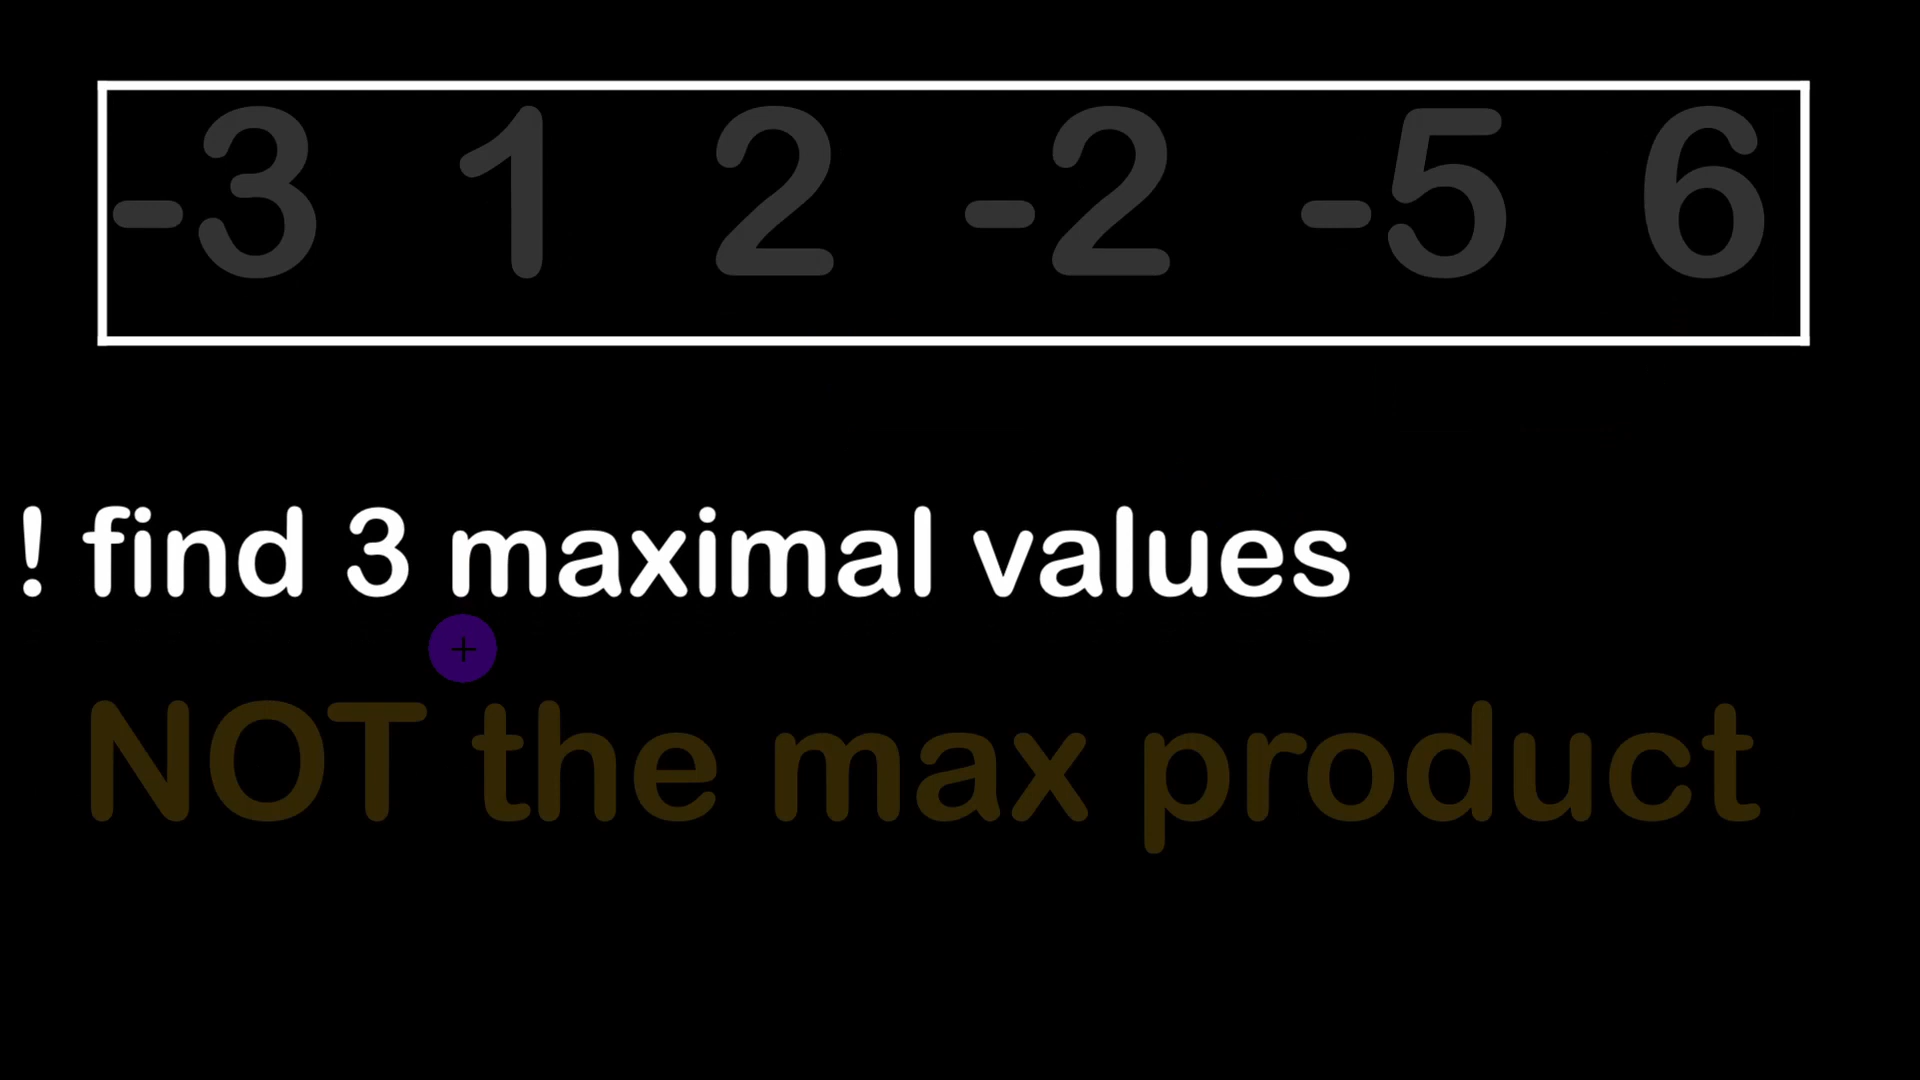 -3 1 2 -2 -5 6
! find 3 maximal values
+
NOT the max product